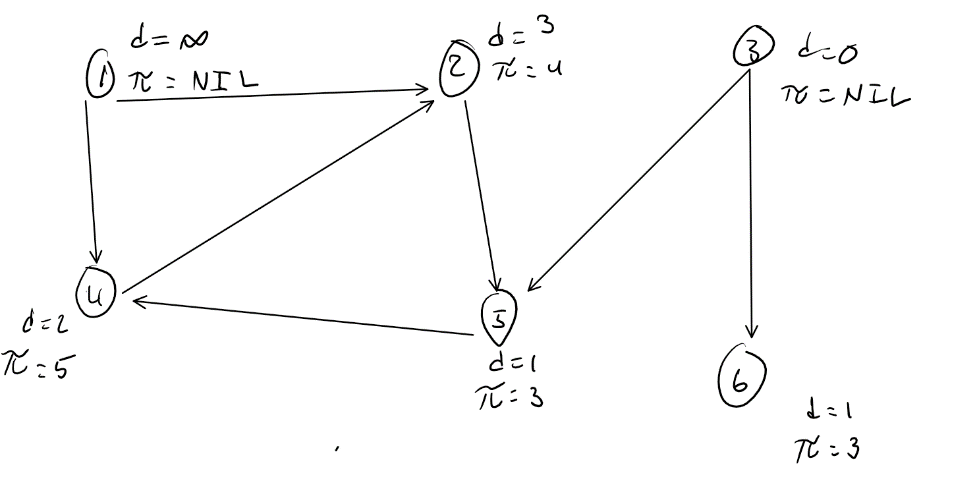 d = ∞
π = NIL
1
d = 3
π = 4
2
3
d = 0
π = NIL
4
d = 2
π = 5
5
d = 1
π = 3
6
d = 1
π = 3